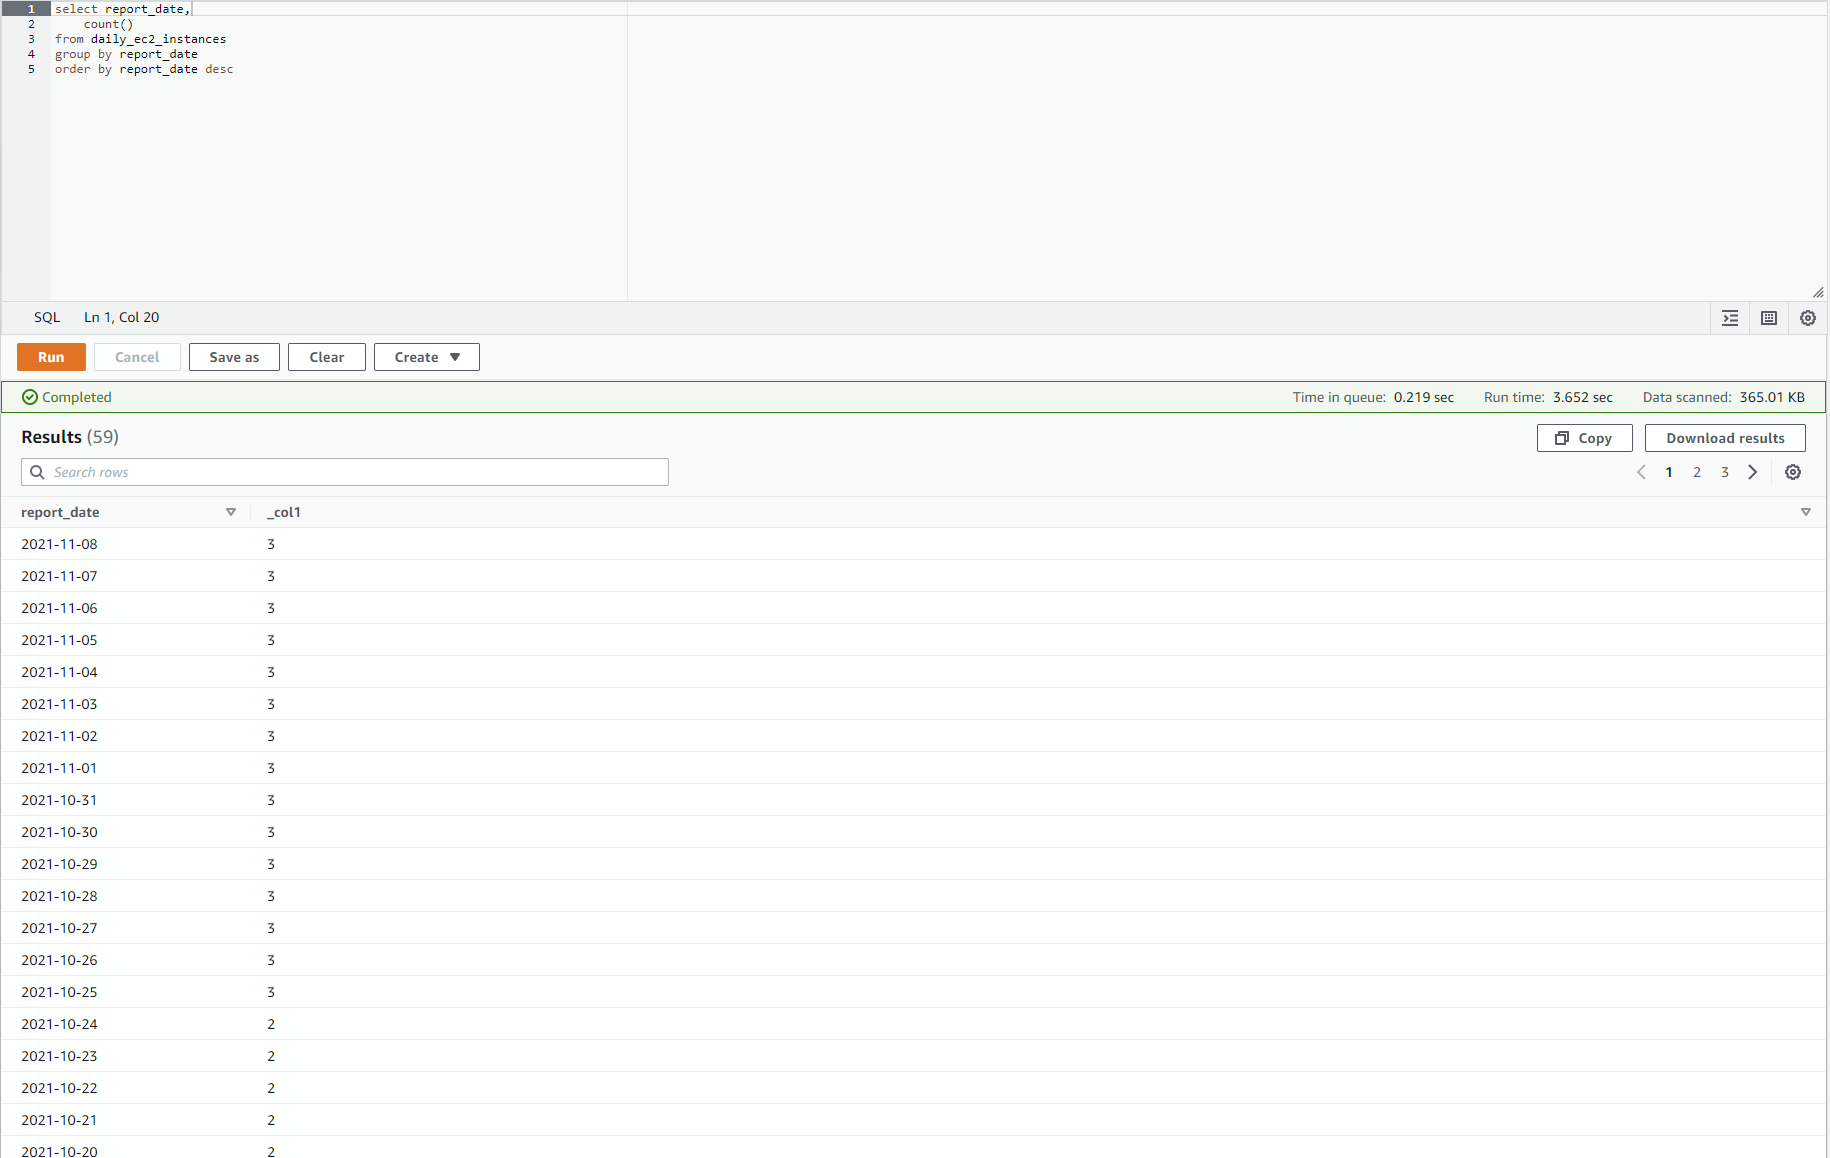 1 select report_date,
2 count()
3 from daily_ec2_instances
4 group by report_date
5 order by report_date desc
SQL Ln 1, Col 20
Run Cancel Save as Clear Create
Completed Time in queue: 0.219 sec Run time: 3.652 sec Data scanned: 365.01 KB
Results (59) Copy Download results
Search rows 1 2 3
report_date _col1
2021-11-08 3
2021-11-07 3
2021-11-06 3
2021-11-05 3
2021-11-04 3
2021-11-03 3
2021-11-02 3
2021-11-01 3
2021-10-31 3
2021-10-30 3
2021-10-29 3
2021-10-28 3
2021-10-27 3
2021-10-26 3
2021-10-25 3
2021-10-24 2
2021-10-23 2
2021-10-22 2
2021-10-21 2
2021-10-20 2